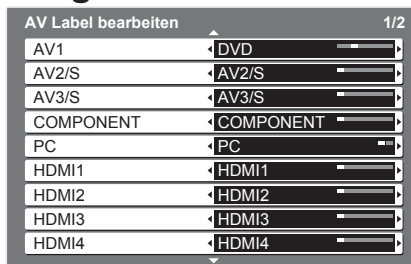 AV Label bearbeiten 1/2
AV1 DVD
AV2/S AV2/S
AV3/S AV3/S
COMPONENT COMPONENT
PC PC
HDMI1 HDMI1
HDMI2 HDMI2
HDMI3 HDMI3
HDMI4 HDMI4